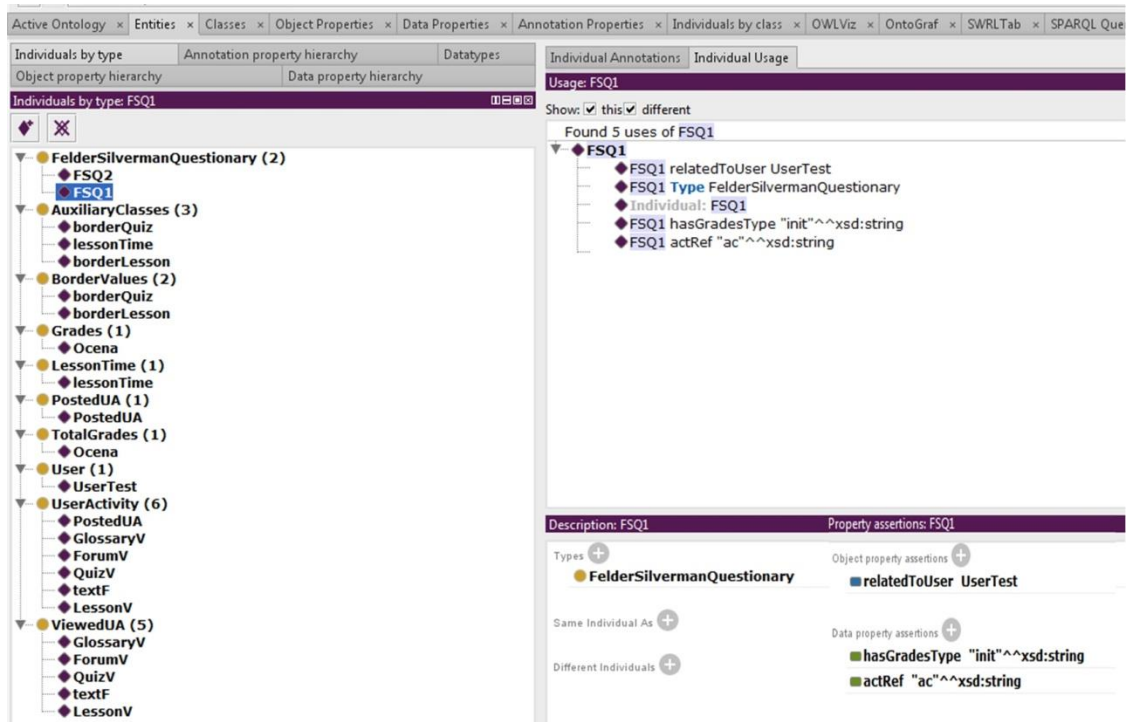 Active Ontology × Entities × Classes × Object Properties × Data Properties × Annotation Properties × Individuals by class × OWLViz × OntoGraf × SWRLTab × SPARQL Que
Individuals by type Annotation property hierarchy Datatypes
Object property hierarchy Data property hierarchy
Individuals by type: FSQ1
FelderSilvermanQuestionary (2)
FSQ2
FSQ1
AuxiliaryClasses (3)
borderQuiz
lessonTime
borderLesson
BorderValues (2)
borderQuiz
borderLesson
Grades (1)
Ocena
LessonTime (1)
lessonTime
PostedUA (1)
PostedUA
TotalGrades (1)
Ocena
User (1)
UserTest
UserActivity (6)
PostedUA
GlossaryV
ForumV
QuizV
textF
LessonV
ViewedUA (5)
GlossaryV
ForumV
QuizV
textF
LessonV
Individual Annotations Individual Usage
Usage: FSQ1
Show: this different
Found 5 uses of FSQ1
FSQ1
FSQ1 relatedToUser UserTest
FSQ1 Type FelderSilvermanQuestionary
Individual: FSQ1
FSQ1 hasGradesType "init"^^xsd:string
FSQ1 actRef "ac"^^xsd:string
Description: FSQ1
Types
FelderSilvermanQuestionary
Same Individual As
Different Individuals
Property assertions: FSQ1
Object property assertions
relatedToUser UserTest
Data property assertions
hasGradesType "init"^^xsd:string
actRef "ac"^^xsd:string